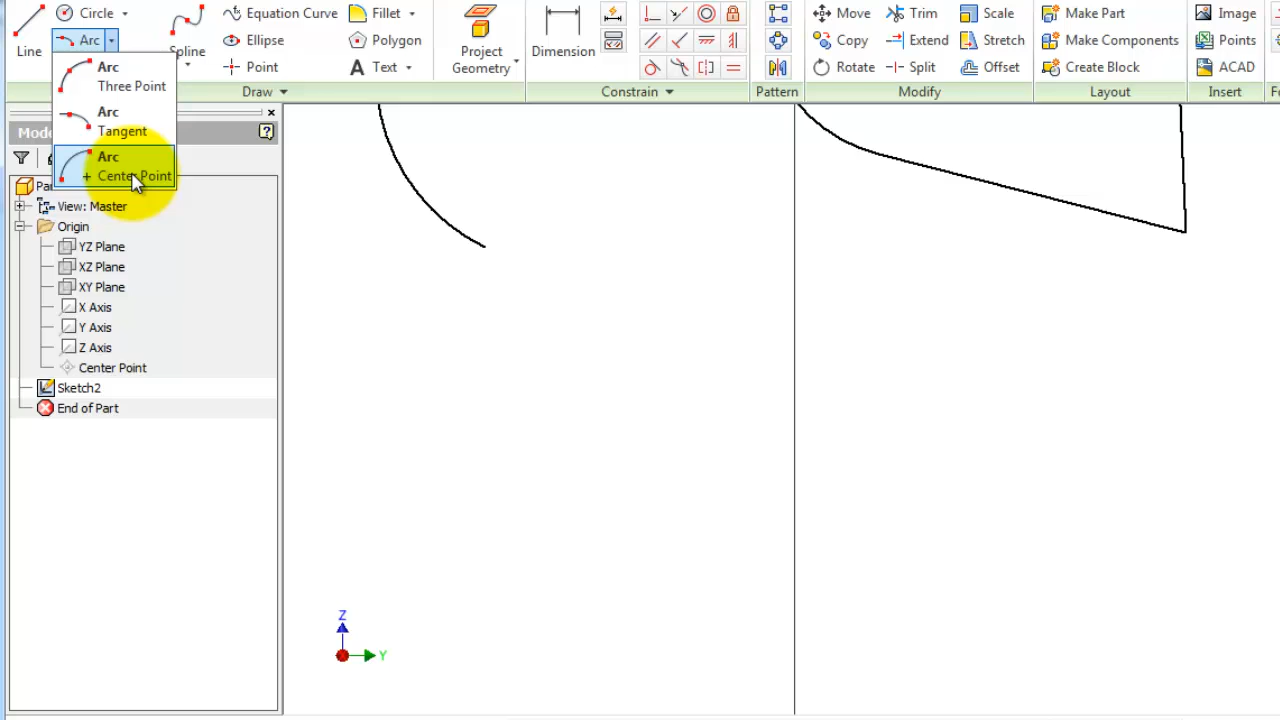 Line
Circle
Arc
Spline
Equation Curve
Ellipse
Point
Fillet
Polygon
Text
Project
Geometry
Dimension
Move
Copy
Rotate
Trim
Extend
Split
Scale
Stretch
Offset
Make Part
Make Components
Create Block
Image
Points
ACAD
Draw
Constrain
Pattern
Modify
Layout
Insert
Arc
Three Point
Arc
Tangent
Arc
Center Point
View: Master
Origin
YZ Plane
XZ Plane
XY Plane
X Axis
Y Axis
Z Axis
Center Point
Sketch2
End of Part
Z
Y